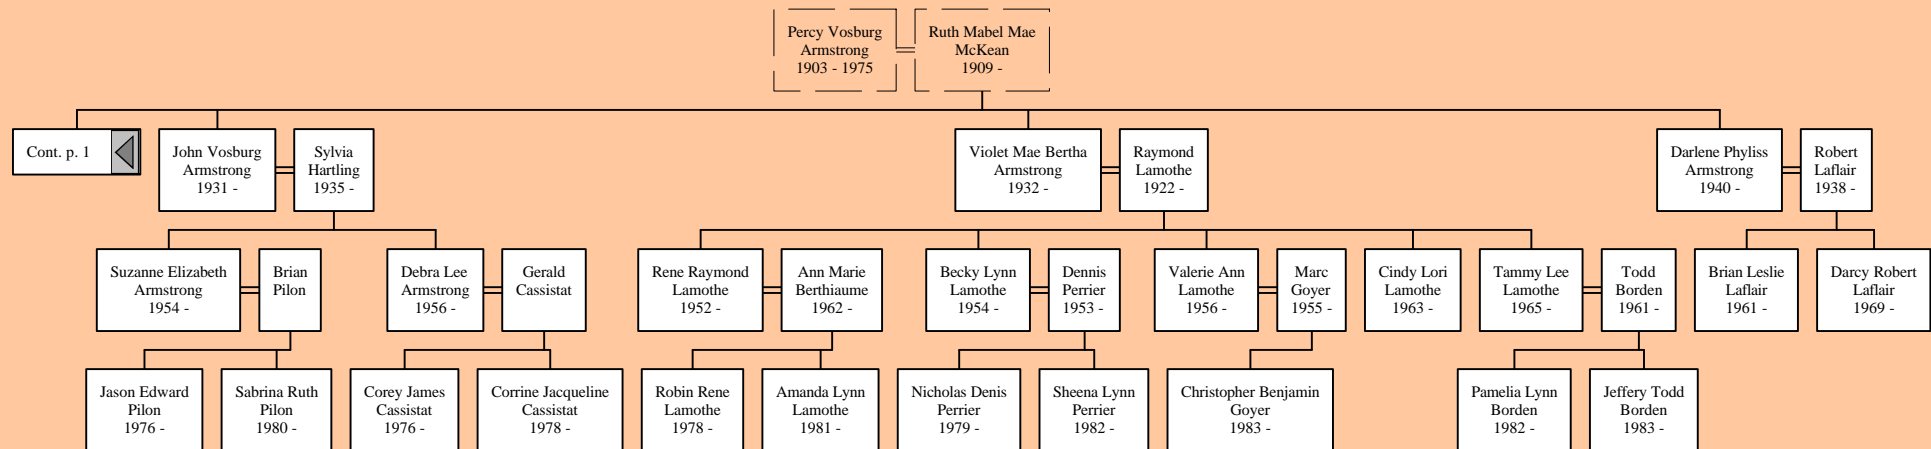 Percy Vosburg
Armstrong
1903 - 1975
Ruth Mabel Mae
McKean
1909 -
Cont. p. 1
John Vosburg
Armstrong
1931 -
Sylvia
Hartling
1935 -
Violet Mae Bertha
Armstrong
1932 -
Raymond
Lamothe
1922 -
Darlene Phyliss
Armstrong
1940 -
Robert
Laflair
1938 -
Suzanne Elizabeth
Armstrong
1954 -
Brian
Pilon
Debra Lee
Armstrong
1956 -
Gerald
Cassistat
Rene Raymond
Lamothe
1952 -
Ann Marie
Berthiaume
1962 -
Becky Lynn
Lamothe
1954 -
Dennis
Perrier
1953 -
Valerie Ann
Lamothe
1956 -
Marc
Goyer
1955 -
Cindy Lori
Lamothe
1963 -
Tammy Lee
Lamothe
1965 -
Todd
Borden
1961 -
Brian Leslie
Laflair
1961 -
Darcy Robert
Laflair
1969 -
Jason Edward
Pilon
1976 -
Sabrina Ruth
Pilon
1980 -
Corey James
Cassistat
1976 -
Corrine Jacqueline
Cassistat
1978 -
Robin Rene
Lamothe
1978 -
Amanda Lynn
Lamothe
1981 -
Nicholas Denis
Perrier
1979 -
Sheena Lynn
Perrier
1982 -
Christopher Benjamin
Goyer
1983 -
Pamelia Lynn
Borden
1982 -
Jeffery Todd
Borden
1983 -